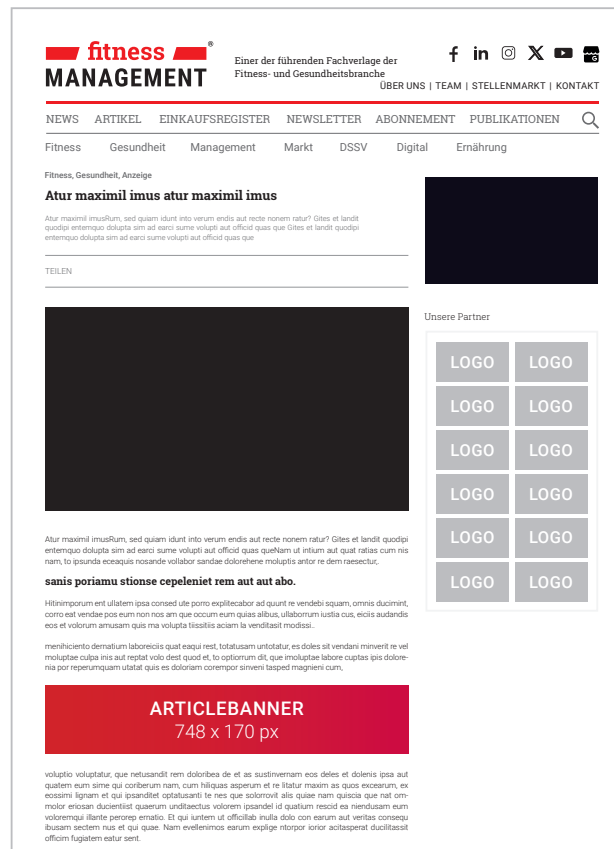 fitness ®
MANAGEMENT
Einer der führenden Fachverlage der
Fitness- und Gesundheitsbranche
ÜBER UNS | TEAM | STELLENMARKT | KONTAKT
NEWS ARTIKEL EINKAUFSREGISTER NEWSLETTER ABONNEMENT PUBLIKATIONEN
Fitness Gesundheit Management Markt DSSV Digital Ernährung
Fitness, Gesundheit, Anzeige
Atur maximil imus atur maximil imus
Atur maximil imusRum, sed quiam idunt into verum endis aut recte nonem ratur? Gites et landit
quodipi entemquo dolupta sim ad earci sume volupti aut officid quas que Gites et landit quodipi
entemquo dolupta sim ad earci sume volupti aut officid quas que
TEILEN
Atur maximil imusRum, sed quiam idunt into verum endis aut recte nonem ratur? Gites et landit quodipi
entemquo dolupta sim ad earci sume volupti aut officid quas queNam ut intium aut quat ratias cum nis
nam, to ipsunda eceaquis nosande vollabor sandae dolorehene moluptis antor re dem raesectur,.
sanis poriamu stionse cepeleniet rem aut aut abo.
Hitinimporum ent ullatem ipsa consed ute porro explitecabor ad quunt re vendebi squam, omnis ducimint,
corro eat vendae pos eum non nos am que occum eum quias alibus, ullaborrum iustia cus, eiciis audandis
eos et volorum amusam quis ma volupta tiissitiis aciam la venditasit modissi..
menihiciento dernatium laboreiciis quat eaqui rest, totatusam untotatur, es doles sit vendani minverit re vel
moluptae culpa inis aut reptat volo dest quod et, to optiorrum dit, que imoluptae labore cuptas ipis dolore-
nia por reperumquam utatat quis es doloriam corempor sinveni tasped magnieni cum,
ARTICLEBANNER
748 x 170 px
voluptio voluptatur, que netusandit rem doloribea de et as sustinvernam eos deles et dolenis ipsa aut
quatem eum sime qui coriberum nam, cum hiliquas asperum et re litatur maxim as quos excearum, ex
eossimi lignam et qui ipsanditet optatusanti te nes que solorrovit alis quiae nam quiscia que nat om-
molor eriosan duciendiist quaerum unditaectus volorem ipsandel id quatium rescid ea niendusam eum
voloremqui illante perorep ernatio. Et qui iuntem ut officillab inulla dolo con earum aut veritas consequ
ibusam sectem nus et qui quae. Nam evellenimos earum explige ntorpor iorior acitasperat ducilitassit
officim fugiatem eatur sent.
Unsere Partner
LOGO LOGO
LOGO LOGO
LOGO LOGO
LOGO LOGO
LOGO LOGO
LOGO LOGO